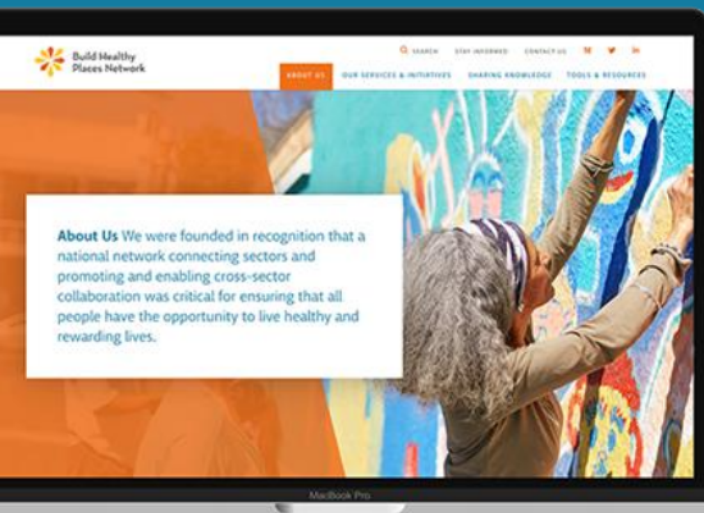 Build Healthy
Places Network
SEARCH STAY INFORMED CONTACT US
ABOUT US OUR SERVICES & INITIATIVES SHARING KNOWLEDGE TOOLS & RESOURCES
About Us We were founded in recognition that a
national network connecting sectors and
promoting and enabling cross-sector
collaboration was critical for ensuring that all
people have the opportunity to live healthy and
rewarding lives.
MacBook Pro